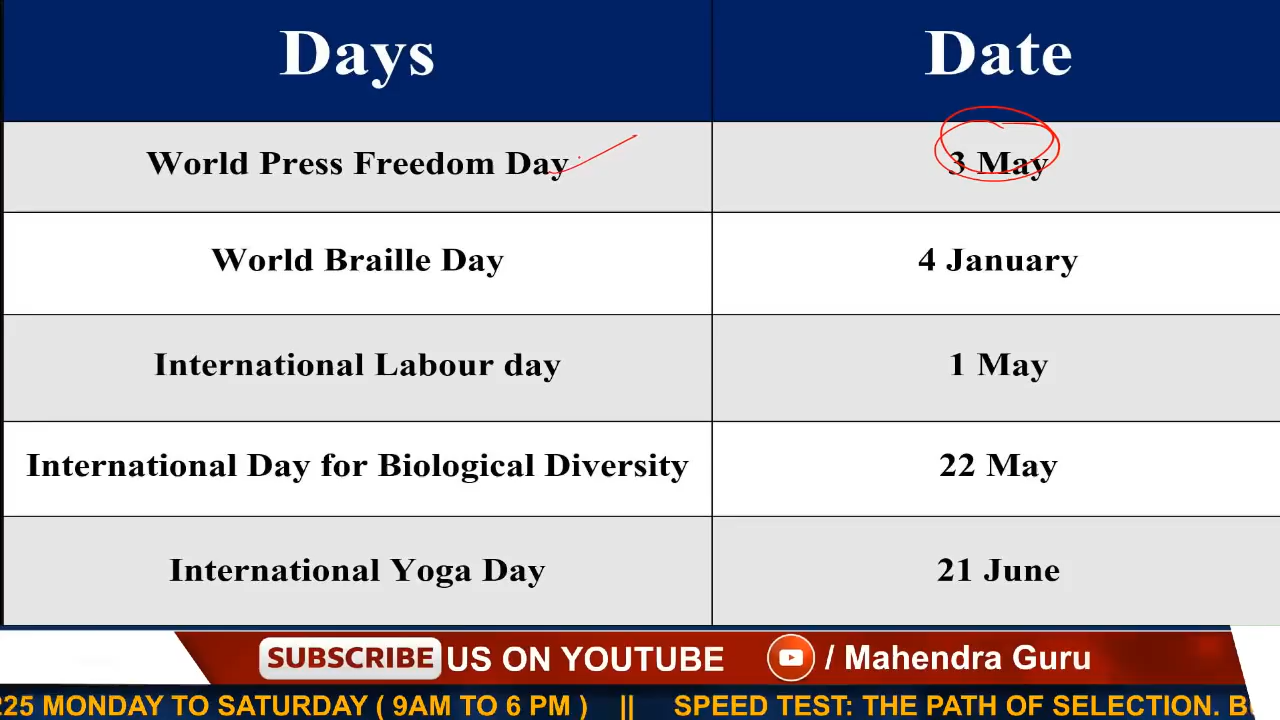 Days Date
World Press Freedom Day 3 May
World Braille Day 4 January
International Labour day 1 May
International Day for Biological Diversity 22 May
International Yoga Day 21 June
SUBSCRIBE US ON YOUTUBE / Mahendra Guru
225 MONDAY TO SATURDAY ( 9AM TO 6 PM ) || SPEED TEST: THE PATH OF SELECTION.